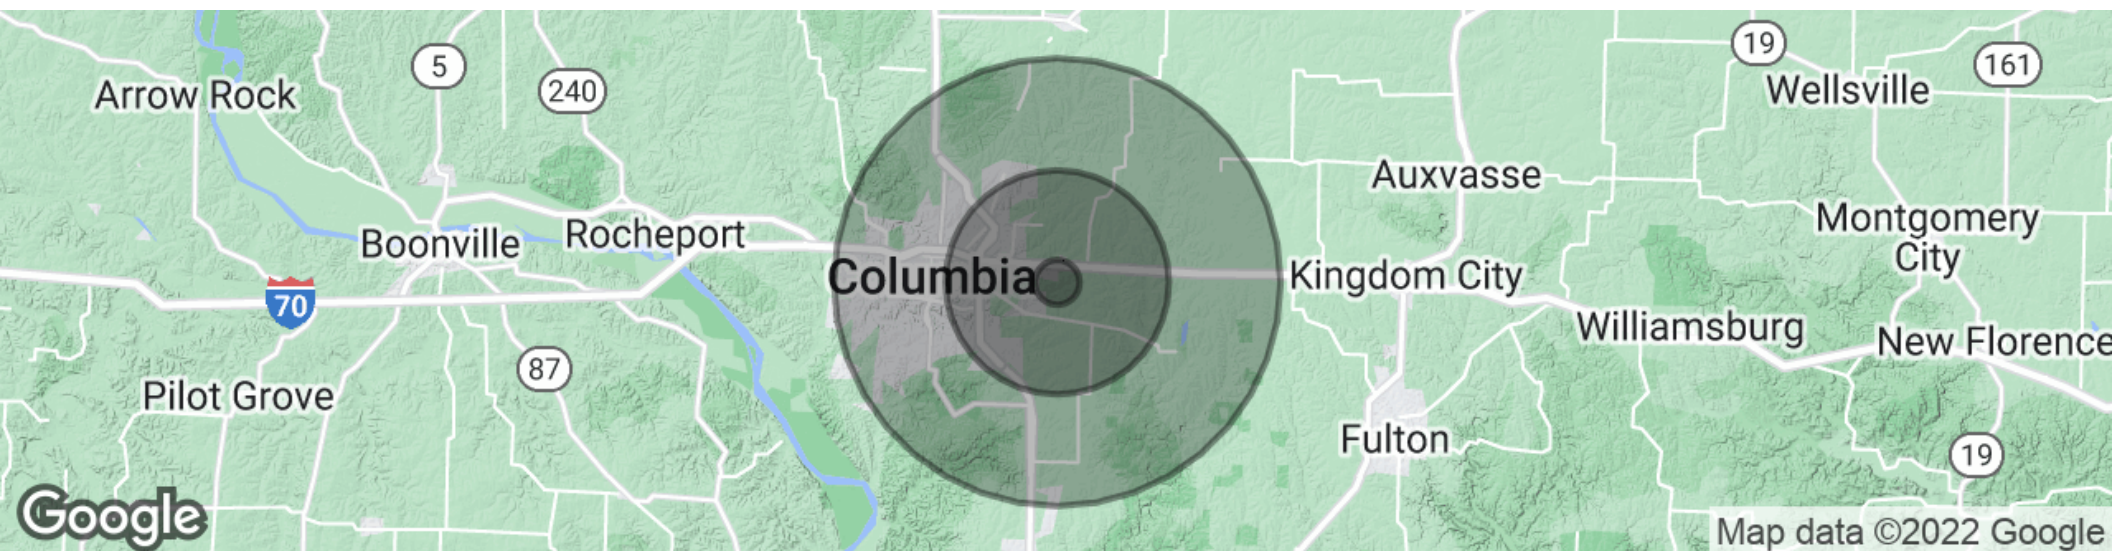 19
5
161
240
Arrow Rock
Wellsville
Auxvasse
Montgomery
City
Boonville
Rocheport
Columbia
Kingdom City
70
Williamsburg
New Florence
87
Pilot Grove
Fulton
19
Google
Map data ©2022 Google